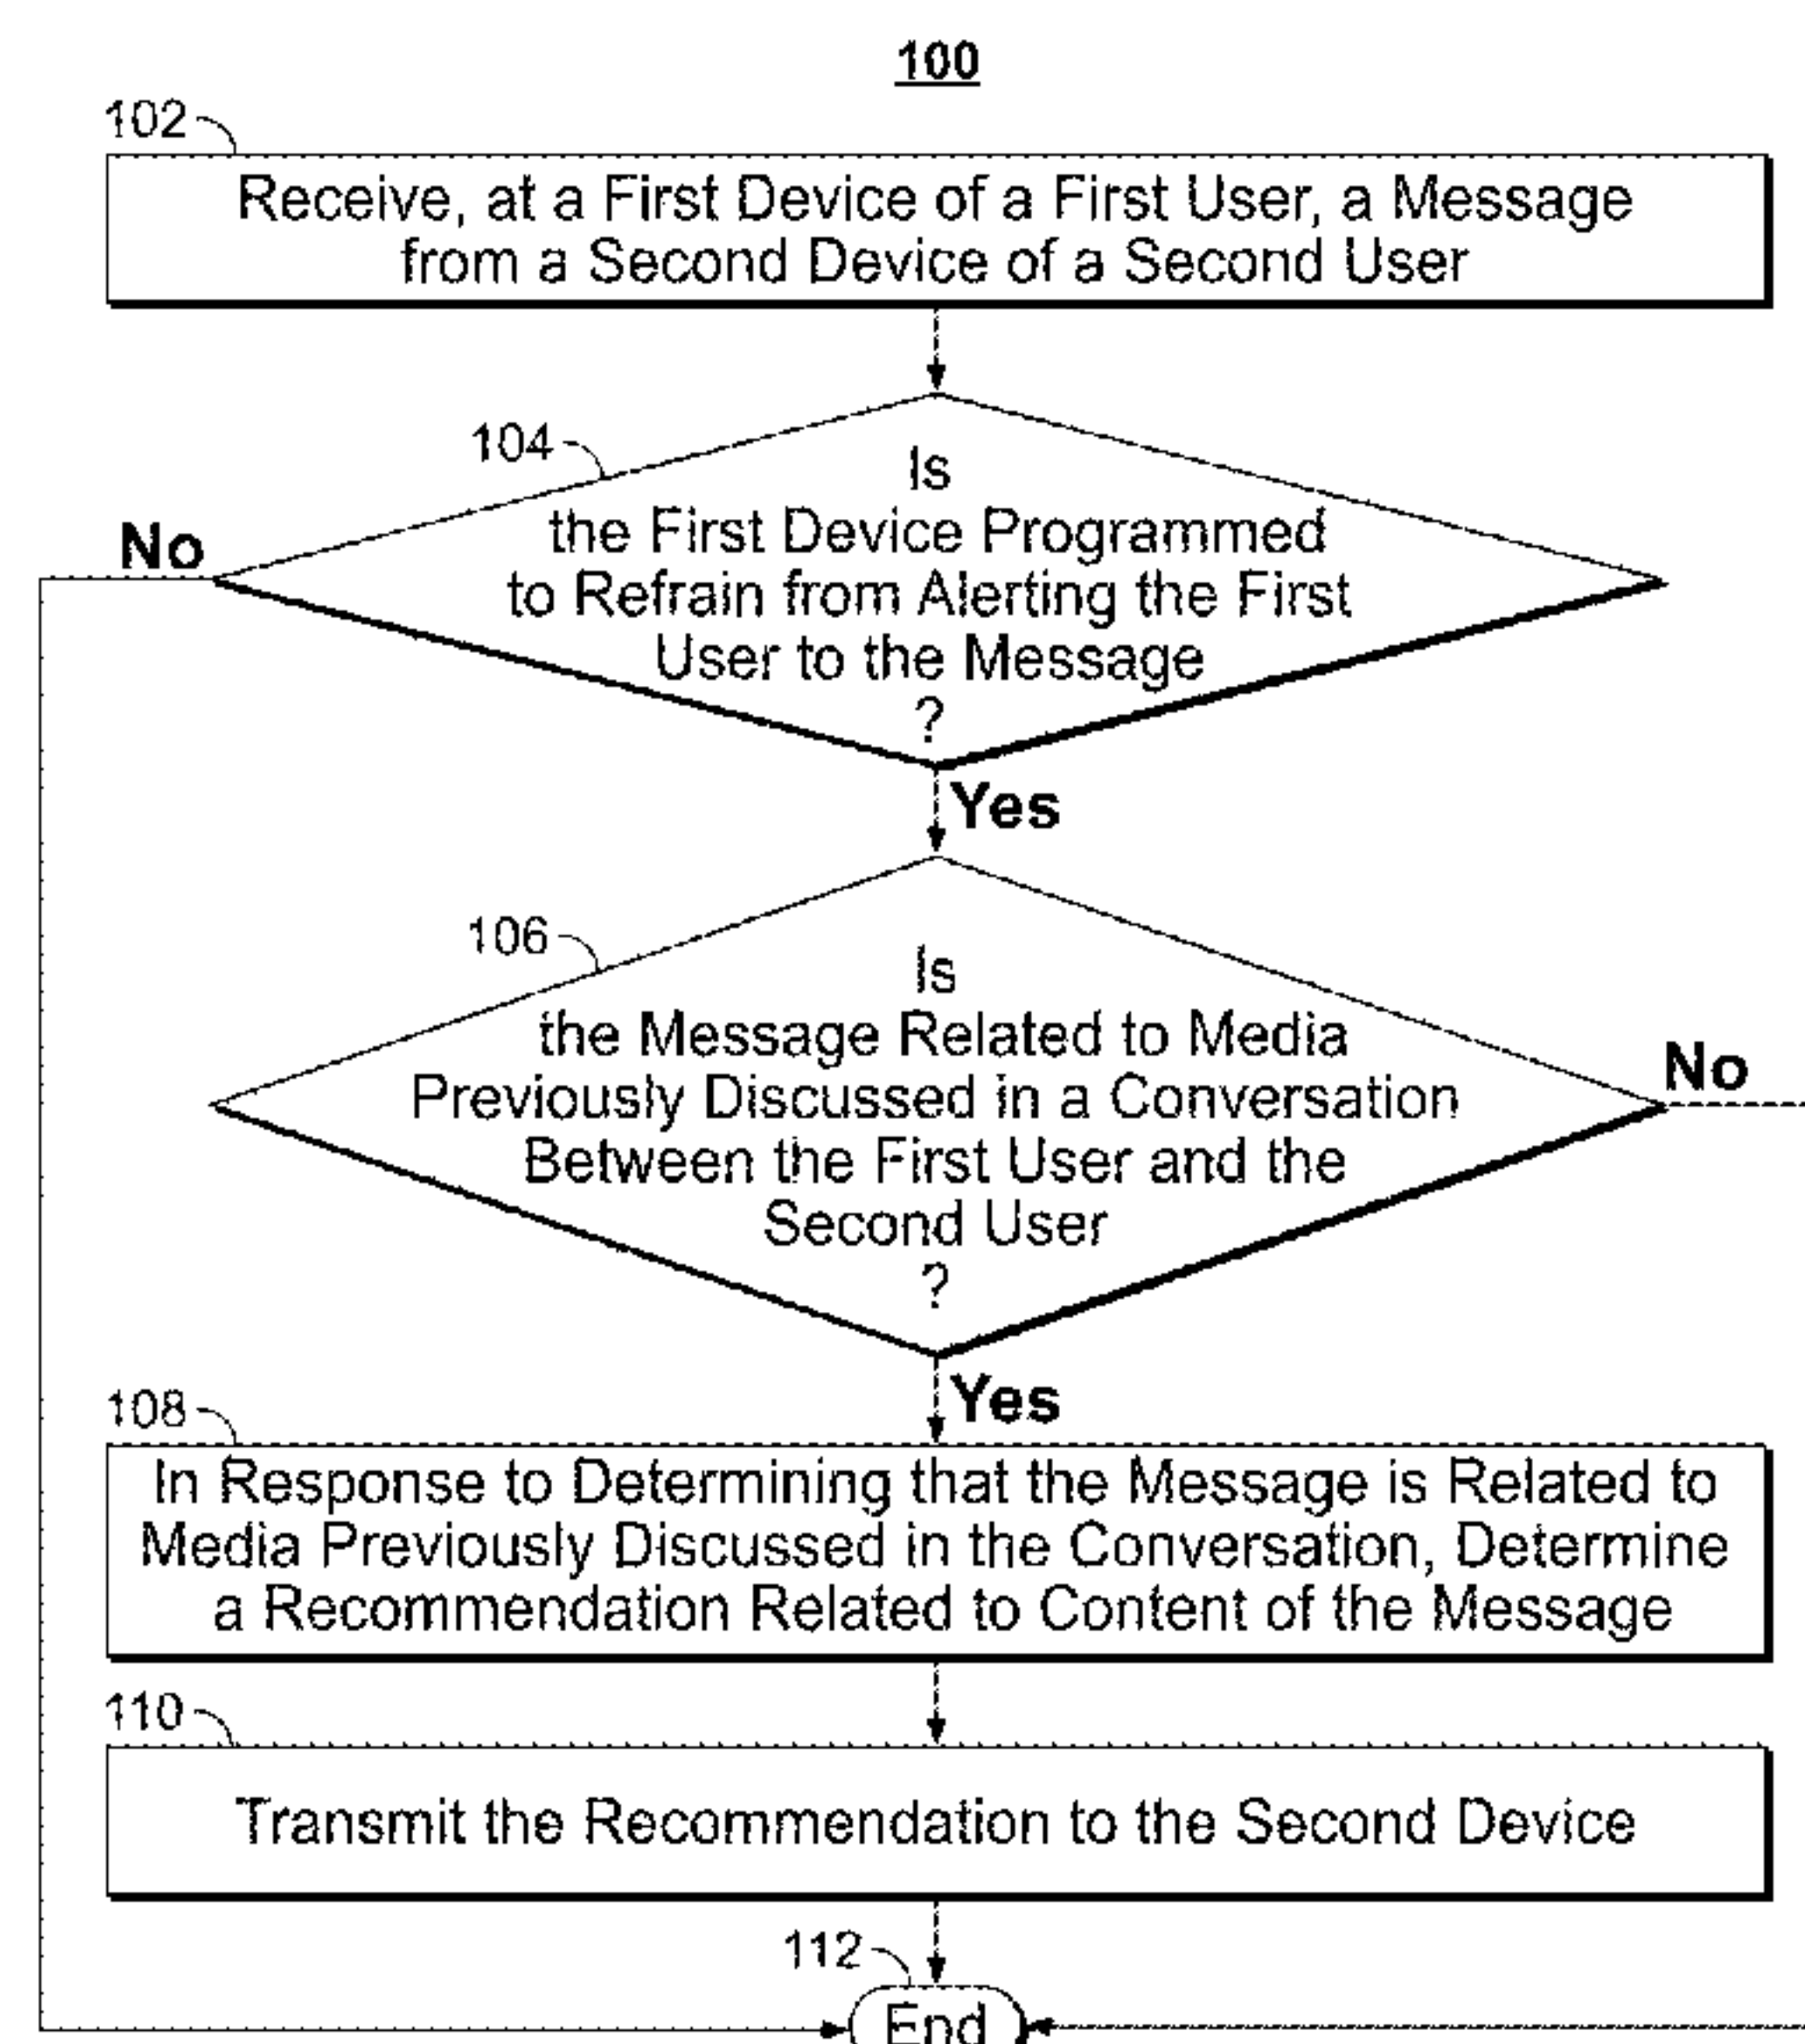 100
102
Receive, at a First Device of a First User, a Message
from a Second Device of a Second User
104
Is
the First Device Programmed
to Refrain from Alerting the First
User to the Message
?
No
Yes
106
Is
the Message Related to Media
Previously Discussed in a Conversation
Between the First User and the
Second User
?
No
Yes
108
In Response to Determining that the Message is Related to
Media Previously Discussed in the Conversation, Determine
a Recommendation Related to Content of the Message
110
Transmit the Recommendation to the Second Device
112
End